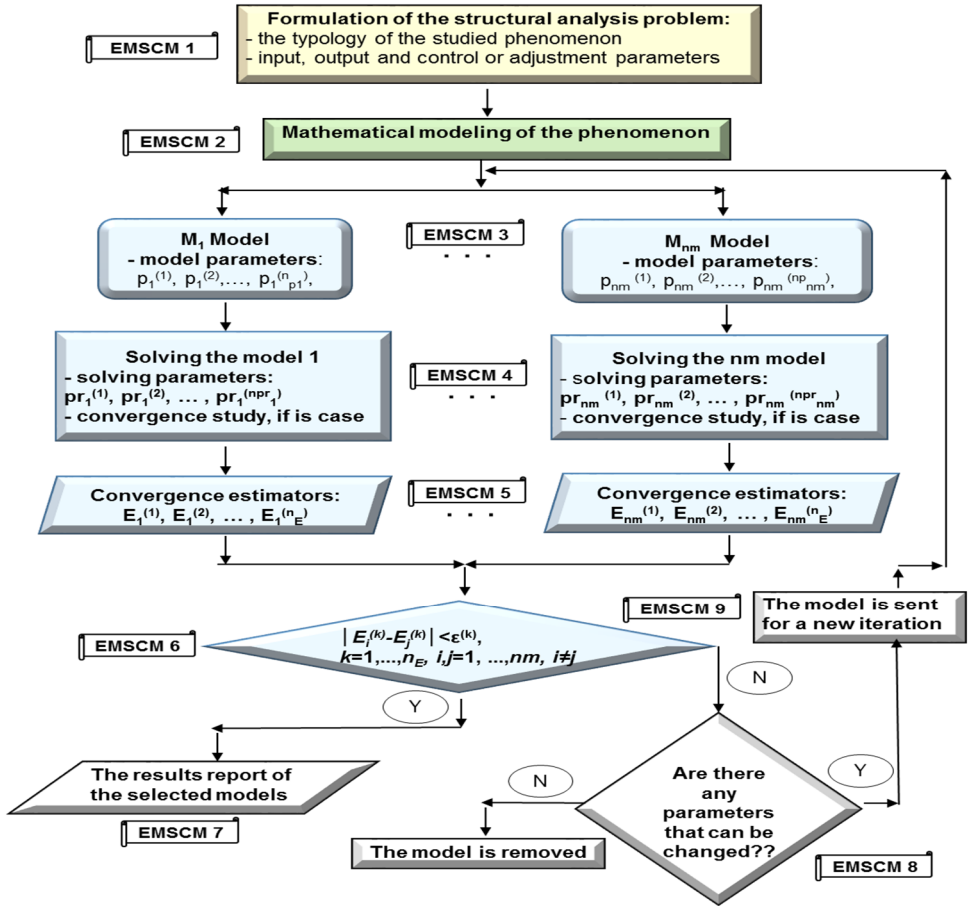 Formulation of the structural analysis problem:
- the typology of the studied phenomenon
- input, output and control or adjustment parameters
EMSCM 1
Mathematical modeling of the phenomenon
EMSCM 2
M₁ Model
- model parameters:
p₁⁽¹⁾, p₁⁽²⁾,..., p₁⁽ⁿp1⁾,
EMSCM 3
. . .
Mnm Model
- model parameters:
pnm ⁽¹⁾, pnm ⁽²⁾,..., pnm ⁽ⁿᵖnm⁾,
Solving the model 1
- solving parameters:
pr₁⁽¹⁾, pr₁⁽²⁾, ... , pr₁⁽ⁿᵖʳ₁⁾
- convergence study, if is case
EMSCM 4
. . .
Solving the nm model
- solving parameters:
prnm ⁽¹⁾, prnm ⁽²⁾, ... , prnm ⁽ⁿᵖʳnm⁾
- convergence study, if is case
Convergence estimators:
E₁⁽¹⁾, E₁⁽²⁾, ... , E₁⁽ⁿE⁾
EMSCM 5
. . .
Convergence estimators:
Enm⁽¹⁾, Enm⁽²⁾, ... , Enm⁽ⁿE⁾
EMSCM 6
|Eᵢ⁽ᵏ⁾-Eⱼ⁽ᵏ⁾| <ε⁽ᵏ⁾,
k=1,...,nE, i,j=1, ...,nm, i≠j
EMSCM 9
The model is sent
for a new iteration
Y
N
The results report of
the selected models
EMSCM 7
N
The model is removed
Are there
any
parameters
that can be
changed??
Y
EMSCM 8